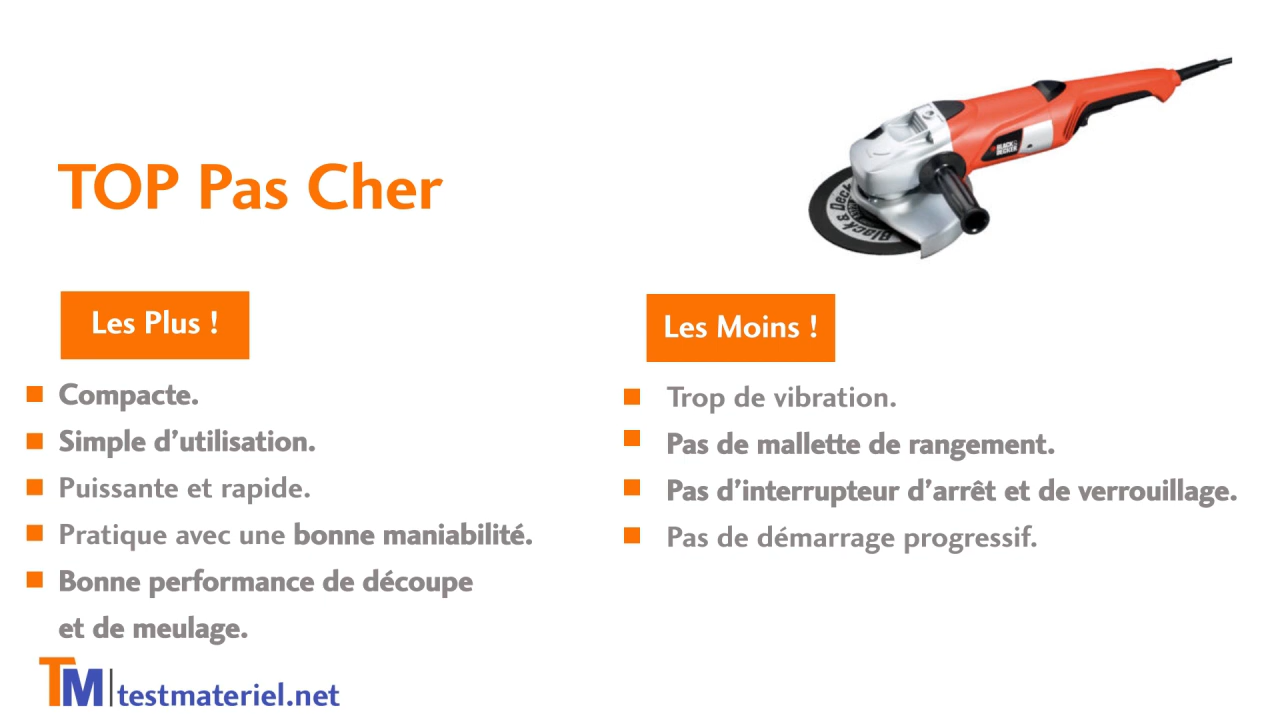 TOP Pas Cher
BLACK&
DECKER
Black & Deck
Les Plus !
Compacte.
Simple d'utilisation.
Puissante et rapide.
Pratique avec une bonne maniabilité.
Bonne performance de découpe
et de meulage.
Les Moins !
Trop de vibration.
Pas de mallette de rangement.
Pas d'interrupteur d'arrêt et de verrouillage.
Pas de démarrage progressif.
TM testmateriel.net